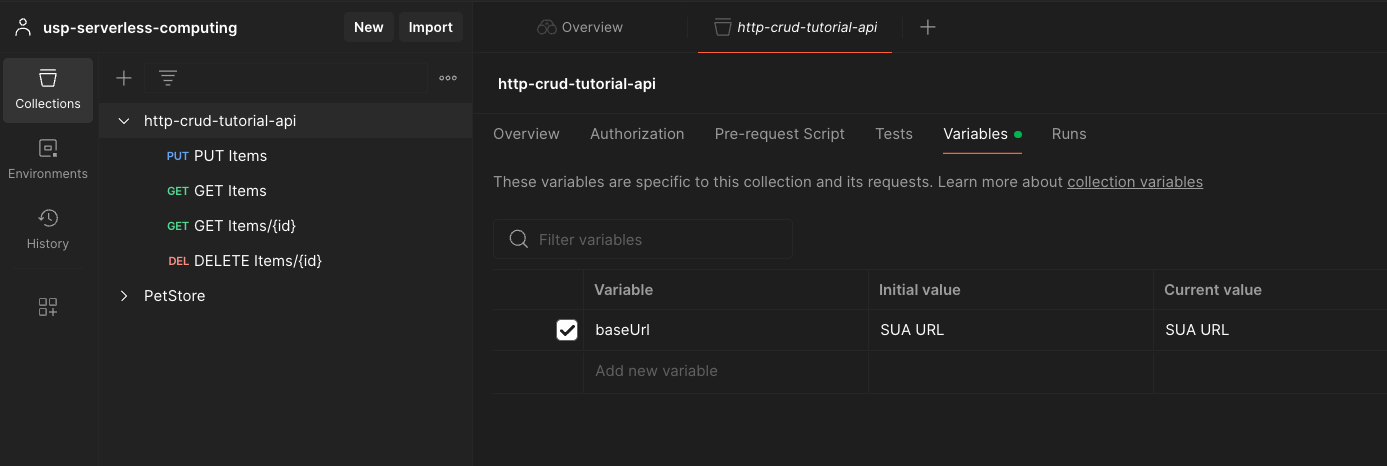 usp-serverless-computing New Import
Overview http-crud-tutorial-api
Collections
Environments
History
http-crud-tutorial-api
PUT PUT Items
GET GET Items
GET GET Items/{id}
DEL DELETE Items/{id}
PetStore
http-crud-tutorial-api
Overview Authorization Pre-request Script Tests Variables Runs
These variables are specific to this collection and its requests. Learn more about collection variables
Filter variables
Variable Initial value Current value
baseUrl SUA URL SUA URL
Add new variable